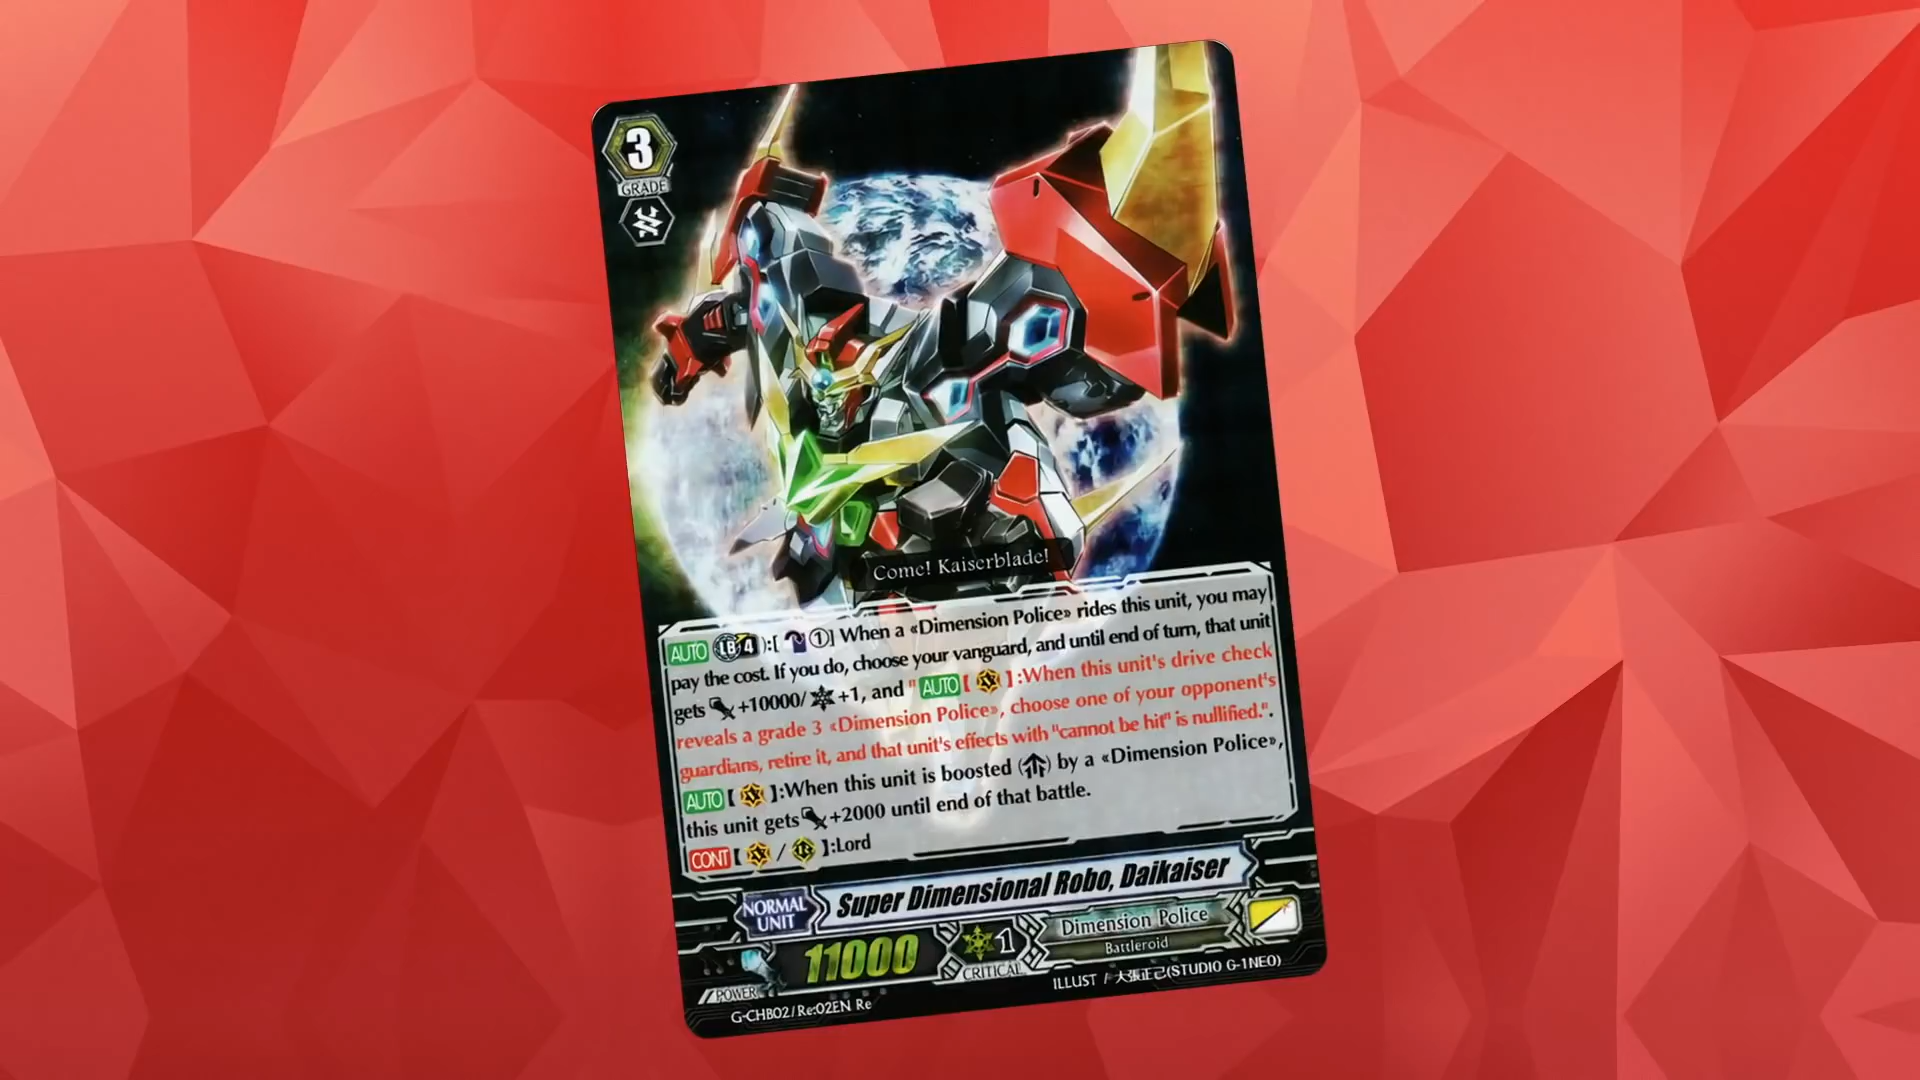 3
GRADE
Come! Kaiserblade!
AUTO (LB4):[ ①] When a «Dimension Police» rides this unit, you may
pay the cost. If you do, choose your vanguard, and until end of turn, that unit
gets +10000/ +1, and "AUTO【 】:When this unit's drive check
reveals a grade 3 «Dimension Police», choose one of your opponent's
guardians, retire it, and that unit's effects with "cannot be hit" is nullified.".
AUTO【 】:When this unit is boosted ( ) by a «Dimension Police»,
this unit gets +2000 until end of that battle.
CONT【 / 】:Lord
NORMAL
UNIT
Super Dimensional Robo, Daikaiser
POWER
11000
1
CRITICAL
Dimension Police
Battleroid
G-CHB02/Re:02EN Re
ILLUST / 大張正己(STUDIO G-1NEO)